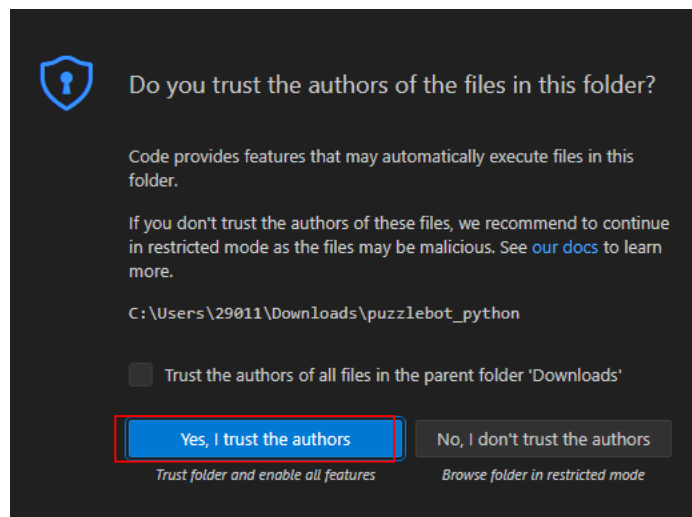 Do you trust the authors of the files in this folder?
Code provides features that may automatically execute files in this
folder.
If you don't trust the authors of these files, we recommend to continue
in restricted mode as the files may be malicious. See our docs to learn
more.
C:\Users\29011\Downloads\puzzlebot_python
Trust the authors of all files in the parent folder 'Downloads'
Yes, I trust the authors
No, I don't trust the authors
Trust folder and enable all features
Browse folder in restricted mode